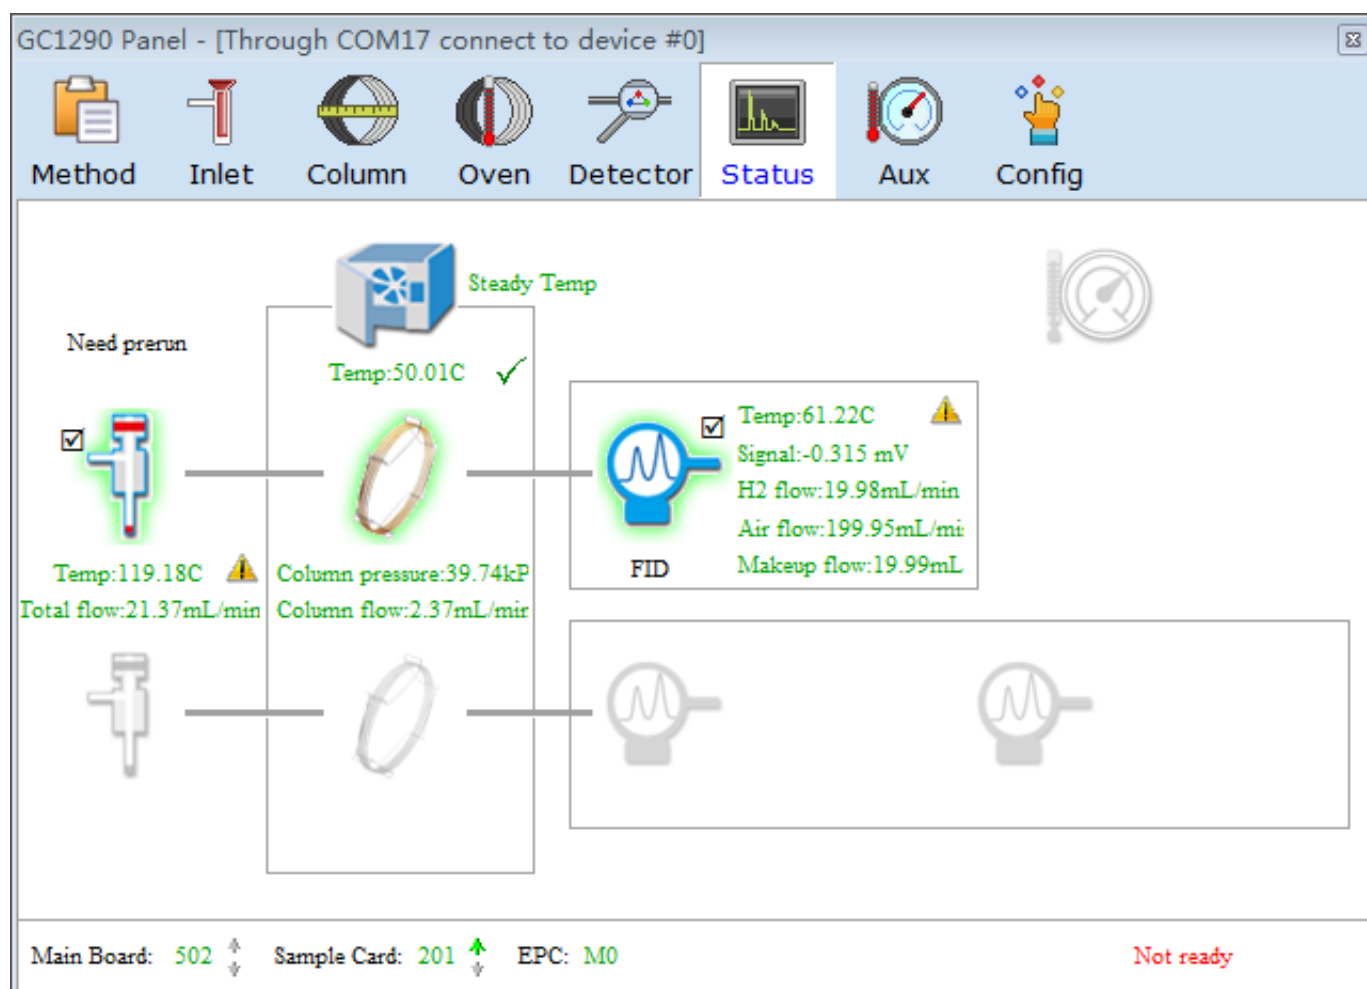 GC1290 Panel - [Through COM17 connect to device #0]
Method Inlet Column Oven Detector Status Aux Config
Steady Temp
Need prerun
Temp:50.01C
Temp:61.22C
Signal:-0.315 mV
H2 flow:19.98mL/min
Air flow:199.95mL/mi
Makeup flow:19.99mL
FID
Temp:119.18C
Total flow:21.37mL/min
Column pressure:39.74kP
Column flow:2.37mL/min
Main Board: 502 Sample Card: 201 EPC: M0
Not ready